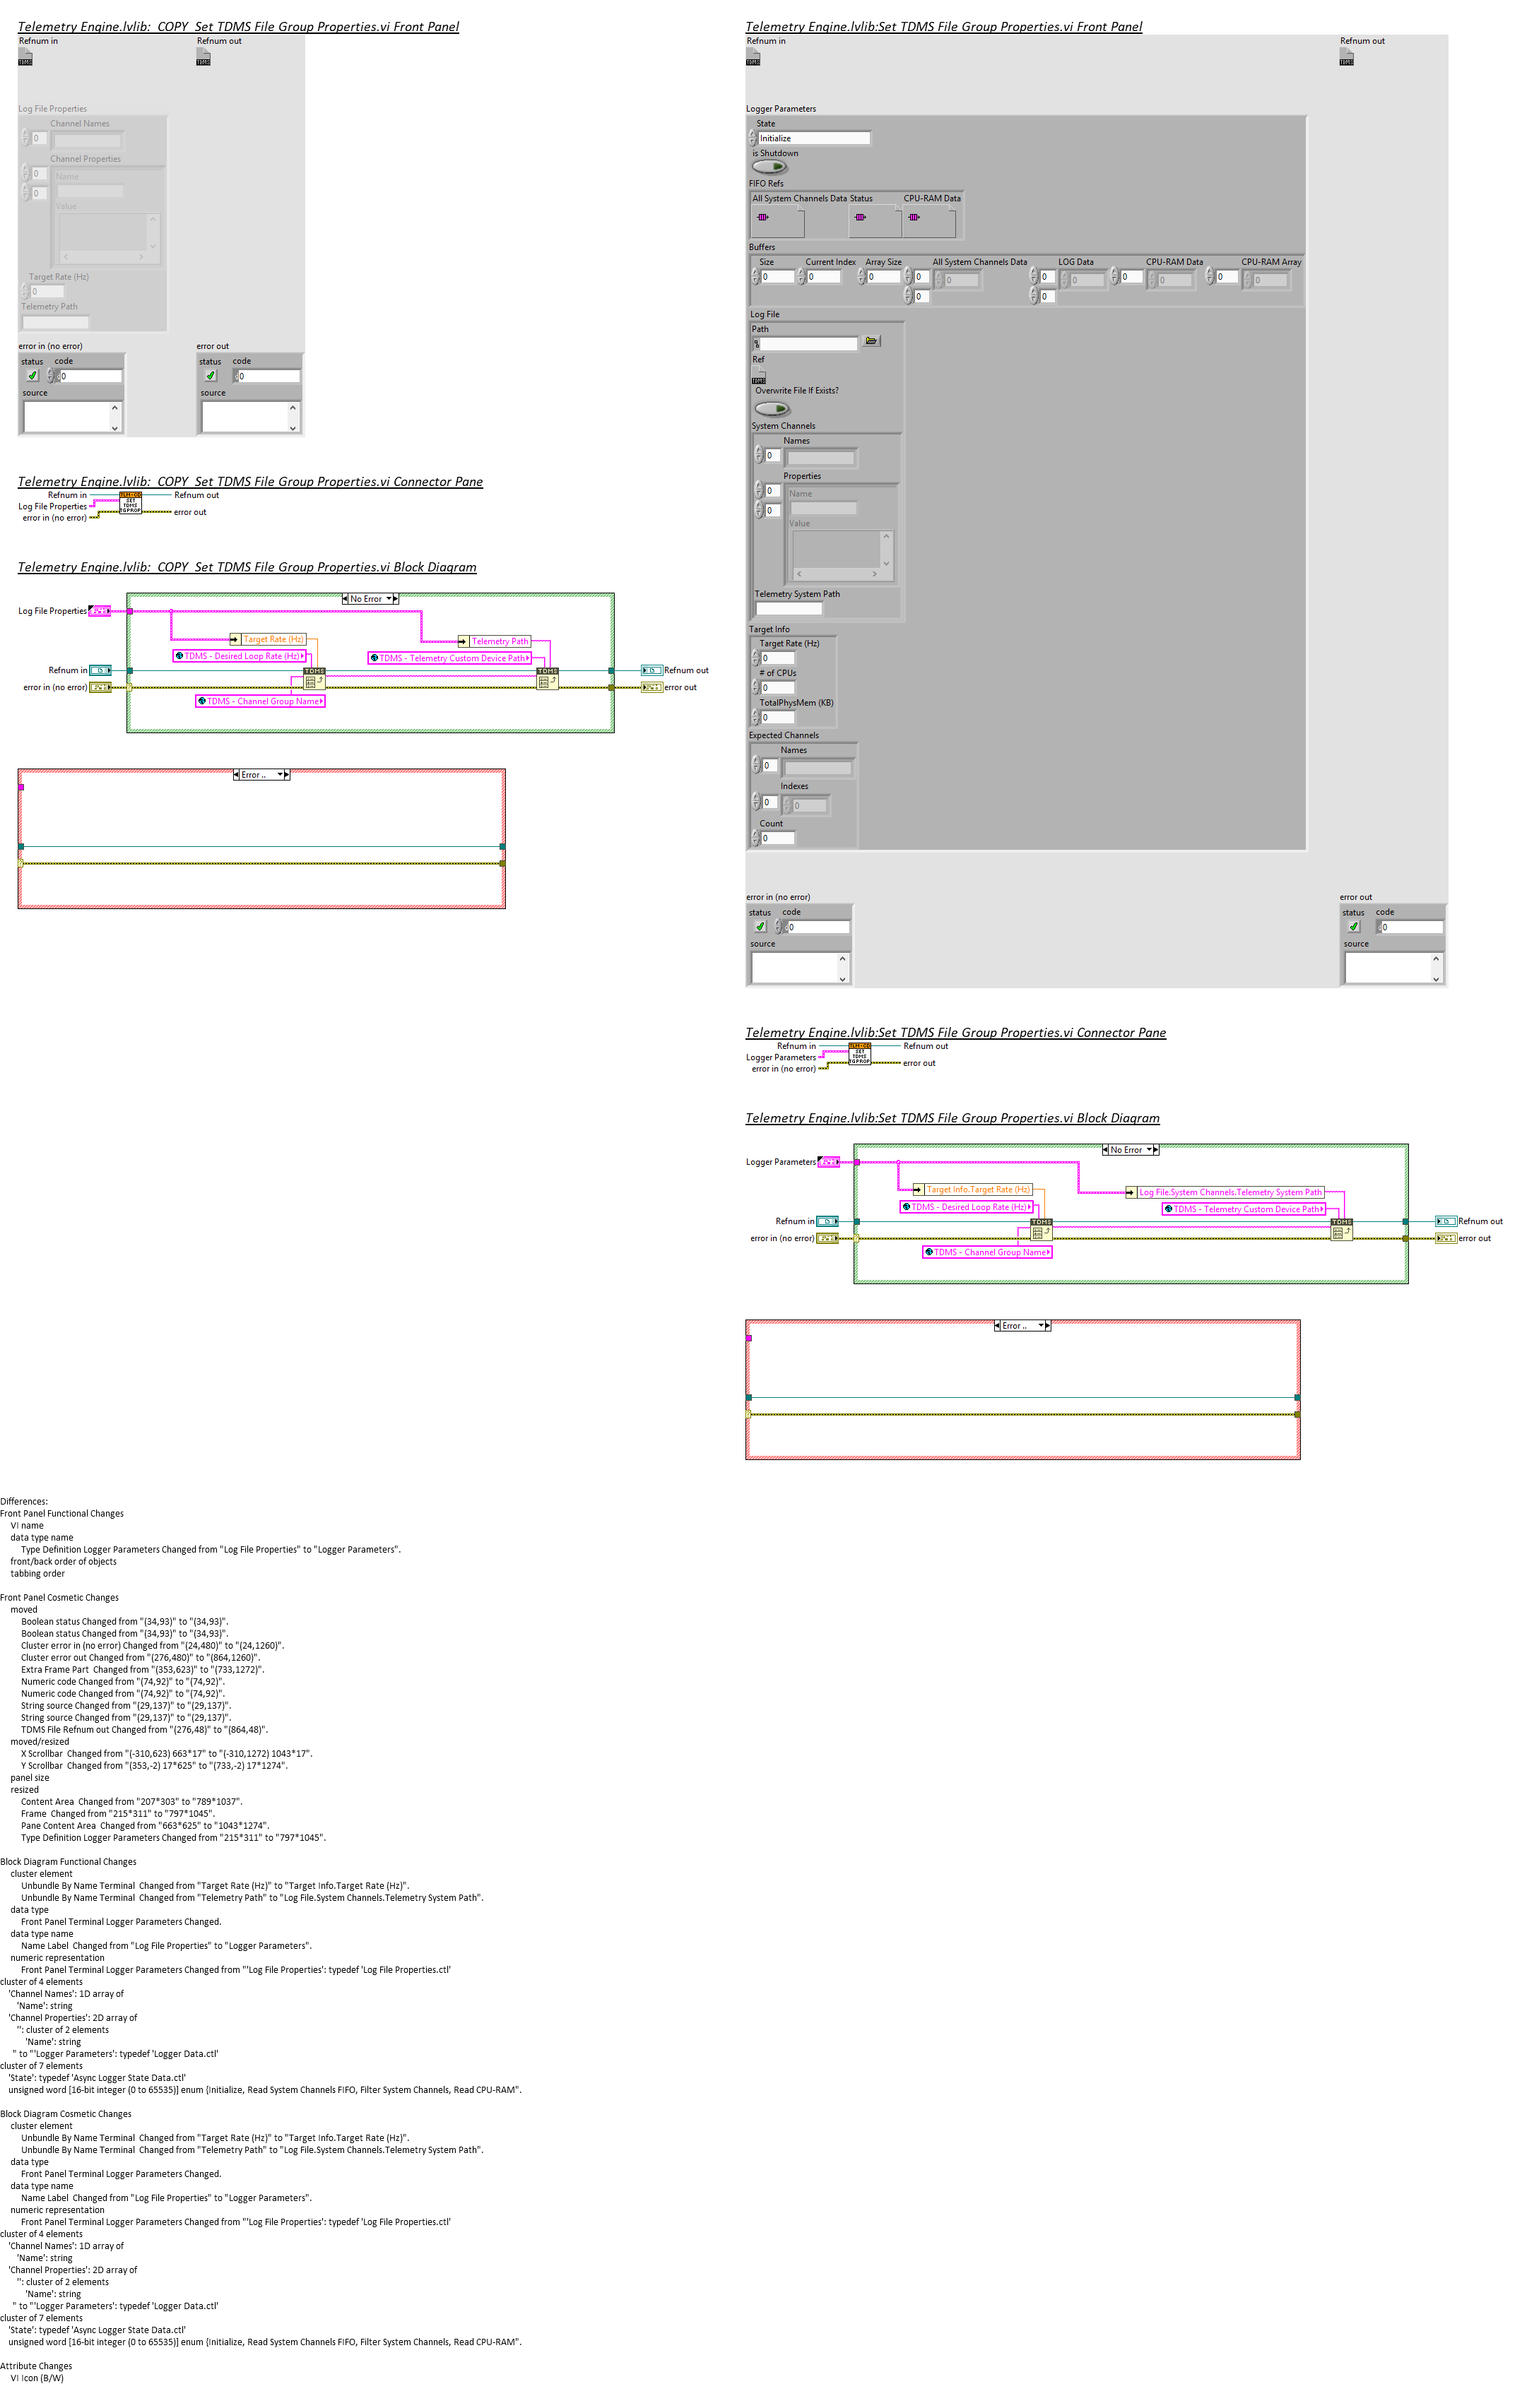 Telemetry Engine.lvlib:_COPY_Set TDMS File Group Properties.vi Front Panel
Refnum in
Refnum out
TDMS
TDMS
Log File Properties
Channel Names
0
Channel Properties
0
Name
0
Value
Target Rate (Hz)
0
Telemetry Path
error in (no error)
error out
status code
status code
0
0
source
source
Telemetry Engine.lvlib:_COPY_Set TDMS File Group Properties.vi Connector Pane
Refnum in
Refnum out
Log File Properties
SET
TDMS
error in (no error)
error out
Telemetry Engine.lvlib:_COPY_Set TDMS File Group Properties.vi Block Diagram
No Error
Log File Properties
Target Rate (Hz)
Telemetry Path
TDMS - Desired Loop Rate (Hz)
TDMS - Telemetry Custom Device Path
Refnum in
TDMS
TDMS
Refnum out
error in (no error)
error out
TDMS - Channel Group Name
Error ..
Telemetry Engine.lvlib:Set TDMS File Group Properties.vi Front Panel
Refnum in
Refnum out
TDMS
TDMS
Logger Parameters
State
Initialize
is Shutdown
FIFO Refs
All System Channels Data Status CPU-RAM Data
Buffers
Size Current Index Array Size All System Channels Data LOG Data CPU-RAM Data CPU-RAM Array
0 0 0 0 0 0 0 0 0 0 0
0 0
Log File
Path
Ref
TDMS
Overwrite File If Exists?
System Channels
Names
0
Properties
0
Name
0
Value
Telemetry System Path
Target Info
Target Rate (Hz)
0
# of CPUs
0
TotalPhysMem (KB)
0
Expected Channels
Names
0
Indexes
0 0
Count
0
error in (no error)
error out
status code
status code
0
0
source
source
Telemetry Engine.lvlib:Set TDMS File Group Properties.vi Connector Pane
Refnum in
Refnum out
Logger Parameters
SET
TDMS
error in (no error)
error out
Telemetry Engine.lvlib:Set TDMS File Group Properties.vi Block Diagram
No Error
Logger Parameters
Target Info.Target Rate (Hz)
Log File.System Channels.Telemetry System Path
TDMS - Desired Loop Rate (Hz)
TDMS - Telemetry Custom Device Path
Refnum in
TDMS
TDMS
Refnum out
error in (no error)
error out
TDMS - Channel Group Name
Error ..
Differences:
Front Panel Functional Changes
VI name
data type name
Type Definition Logger Parameters Changed from "Log File Properties" to "Logger Parameters".
front/back order of objects
tabbing order
Front Panel Cosmetic Changes
moved
Boolean status Changed from "(34,93)" to "(34,93)".
Boolean status Changed from "(34,93)" to "(34,93)".
Cluster error in (no error) Changed from "(24,480)" to "(24,1260)".
Cluster error out Changed from "(276,480)" to "(864,1260)".
Extra Frame Part  Changed from "(353,623)" to "(733,1272)".
Numeric code Changed from "(74,92)" to "(74,92)".
Numeric code Changed from "(74,92)" to "(74,92)".
String source Changed from "(29,137)" to "(29,137)".
String source Changed from "(29,137)" to "(29,137)".
TDMS File Refnum out Changed from "(276,48)" to "(864,48)".
moved/resized
X Scrollbar  Changed from "(-310,623) 663*17" to "(-310,1272) 1043*17".
Y Scrollbar  Changed from "(353,-2) 17*625" to "(733,-2) 17*1274".
panel size
resized
Content Area  Changed from "207*303" to "789*1037".
Frame  Changed from "215*311" to "797*1045".
Pane Content Area  Changed from "663*625" to "1043*1274".
Type Definition Logger Parameters Changed from "215*311" to "797*1045".
Block Diagram Functional Changes
cluster element
Unbundle By Name Terminal  Changed from "Target Rate (Hz)" to "Target Info.Target Rate (Hz)".
Unbundle By Name Terminal  Changed from "Telemetry Path" to "Log File.System Channels.Telemetry System Path".
data type
Front Panel Terminal Logger Parameters Changed.
data type name
Name Label  Changed from "Log File Properties" to "Logger Parameters".
numeric representation
Front Panel Terminal Logger Parameters Changed from "'Log File Properties': typedef 'Log File Properties.ctl'
cluster of 4 elements
'Channel Names': 1D array of
'Name': string
'Channel Properties': 2D array of
'': cluster of 2 elements
'Name': string
" to "'Logger Parameters': typedef 'Logger Data.ctl'
cluster of 7 elements
'State': typedef 'Async Logger State Data.ctl'
unsigned word [16-bit integer (0 to 65535)] enum {Initialize, Read System Channels FIFO, Filter System Channels, Read CPU-RAM".
Block Diagram Cosmetic Changes
cluster element
Unbundle By Name Terminal  Changed from "Target Rate (Hz)" to "Target Info.Target Rate (Hz)".
Unbundle By Name Terminal  Changed from "Telemetry Path" to "Log File.System Channels.Telemetry System Path".
data type
Front Panel Terminal Logger Parameters Changed.
data type name
Name Label  Changed from "Log File Properties" to "Logger Parameters".
numeric representation
Front Panel Terminal Logger Parameters Changed from "'Log File Properties': typedef 'Log File Properties.ctl'
cluster of 4 elements
'Channel Names': 1D array of
'Name': string
'Channel Properties': 2D array of
'': cluster of 2 elements
'Name': string
" to "'Logger Parameters': typedef 'Logger Data.ctl'
cluster of 7 elements
'State': typedef 'Async Logger State Data.ctl'
unsigned word [16-bit integer (0 to 65535)] enum {Initialize, Read System Channels FIFO, Filter System Channels, Read CPU-RAM".
Attribute Changes
VI Icon (B/W)